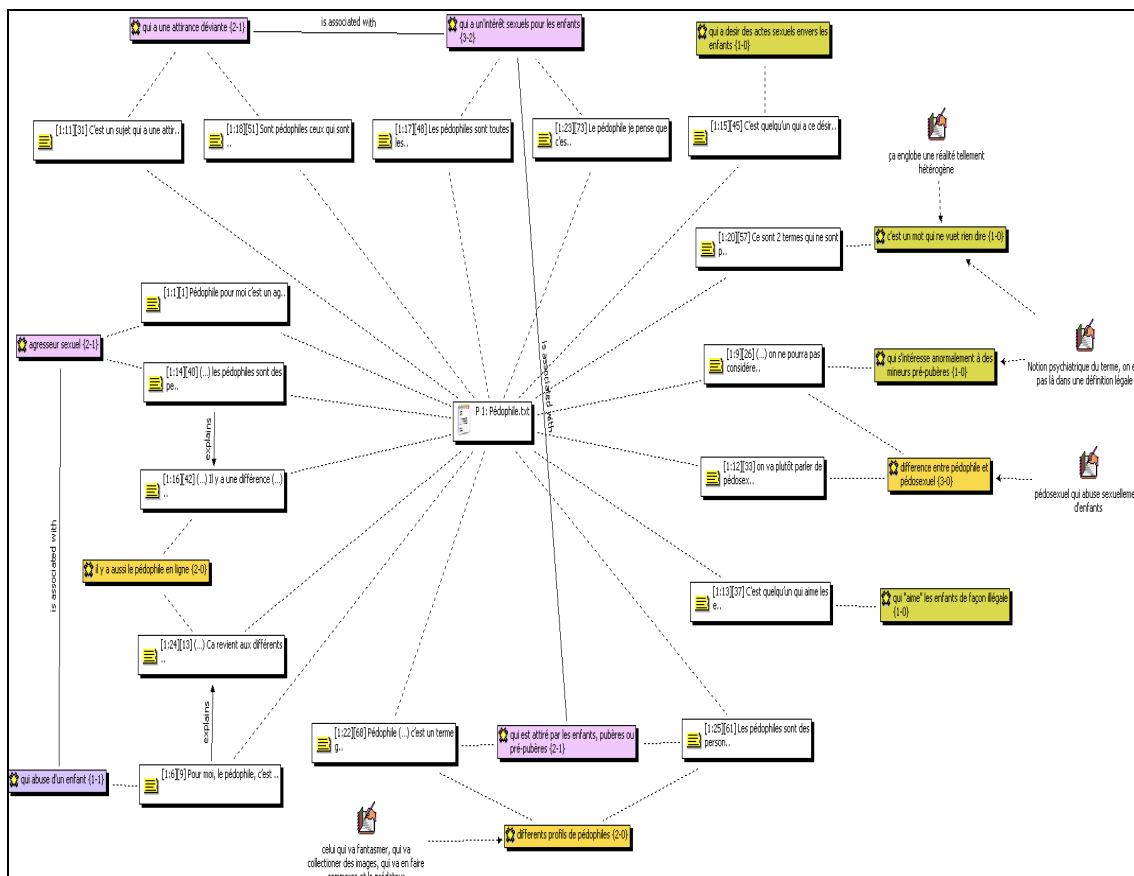 qui a une attirance déviante {2-1}
is associated with
qui a un'intérêt sexuels pour les enfants
{3-2}
qui a desir des actes sexuels envers les
enfants {1-0}
[1:11][31] C'est un sujet qui a une attir..
[1:18][51] Sont pédophiles ceux qui sont
..
[1:17][48] Les pédophiles sont toutes
les..
[1:23][73] Le pédophile je pense que
c'es..
[1:15][45] C'est quelqu'un qui a ce désir..
ça englobe une réalité tellement
hétérogène
[1:20][57] Ce sont 2 termes qui ne sont
p..
c'est un mot qui ne vuet rien dire {1-0}
[1:1][1] Pédophile pour moi c'est un ag..
agresseur sexuel {2-1}
[1:14][40] (...) les pédophiles sont des
pe..
is associated with
[1:9][26] (...) on ne pourra pas
considére..
qui s'intéresse anormalement à des
mineurs pré-pubères {1-0}
Notion psychiatrique du terme, on e
pas là dans une définition légale
P 1: Pédophile.txt
explains
[1:16][42] (...) Il y a une différence (...)
..
[1:12][33] on va plutôt parler de
pédosex..
difference entre pédophile et
pédosexuel {3-0}
pédosexuel qui abuse sexuellemen
d'enfants
is associated with
il y a aussi le pédophile en ligne {2-0}
[1:13][37] C'est quelqu'un qui aime les
e..
qui "aime" les enfants de façon illégale
{1-0}
[1:24][13] (...) Ca revient aux différents
..
explains
[1:22][68] Pédophile (...) c'est un terme
g..
qui est attiré par les enfants, pubères ou
pré-pubères {2-1}
[1:25][61] Les pédophiles sont des
person..
qui abuse d'un enfant {1-1}
[1:6][9] Pour moi, le pédophile, c'est ..
differents profils de pédophiles {2-0}
celui qui va fantasmer, qui va
collectioner des images, qui va en faire